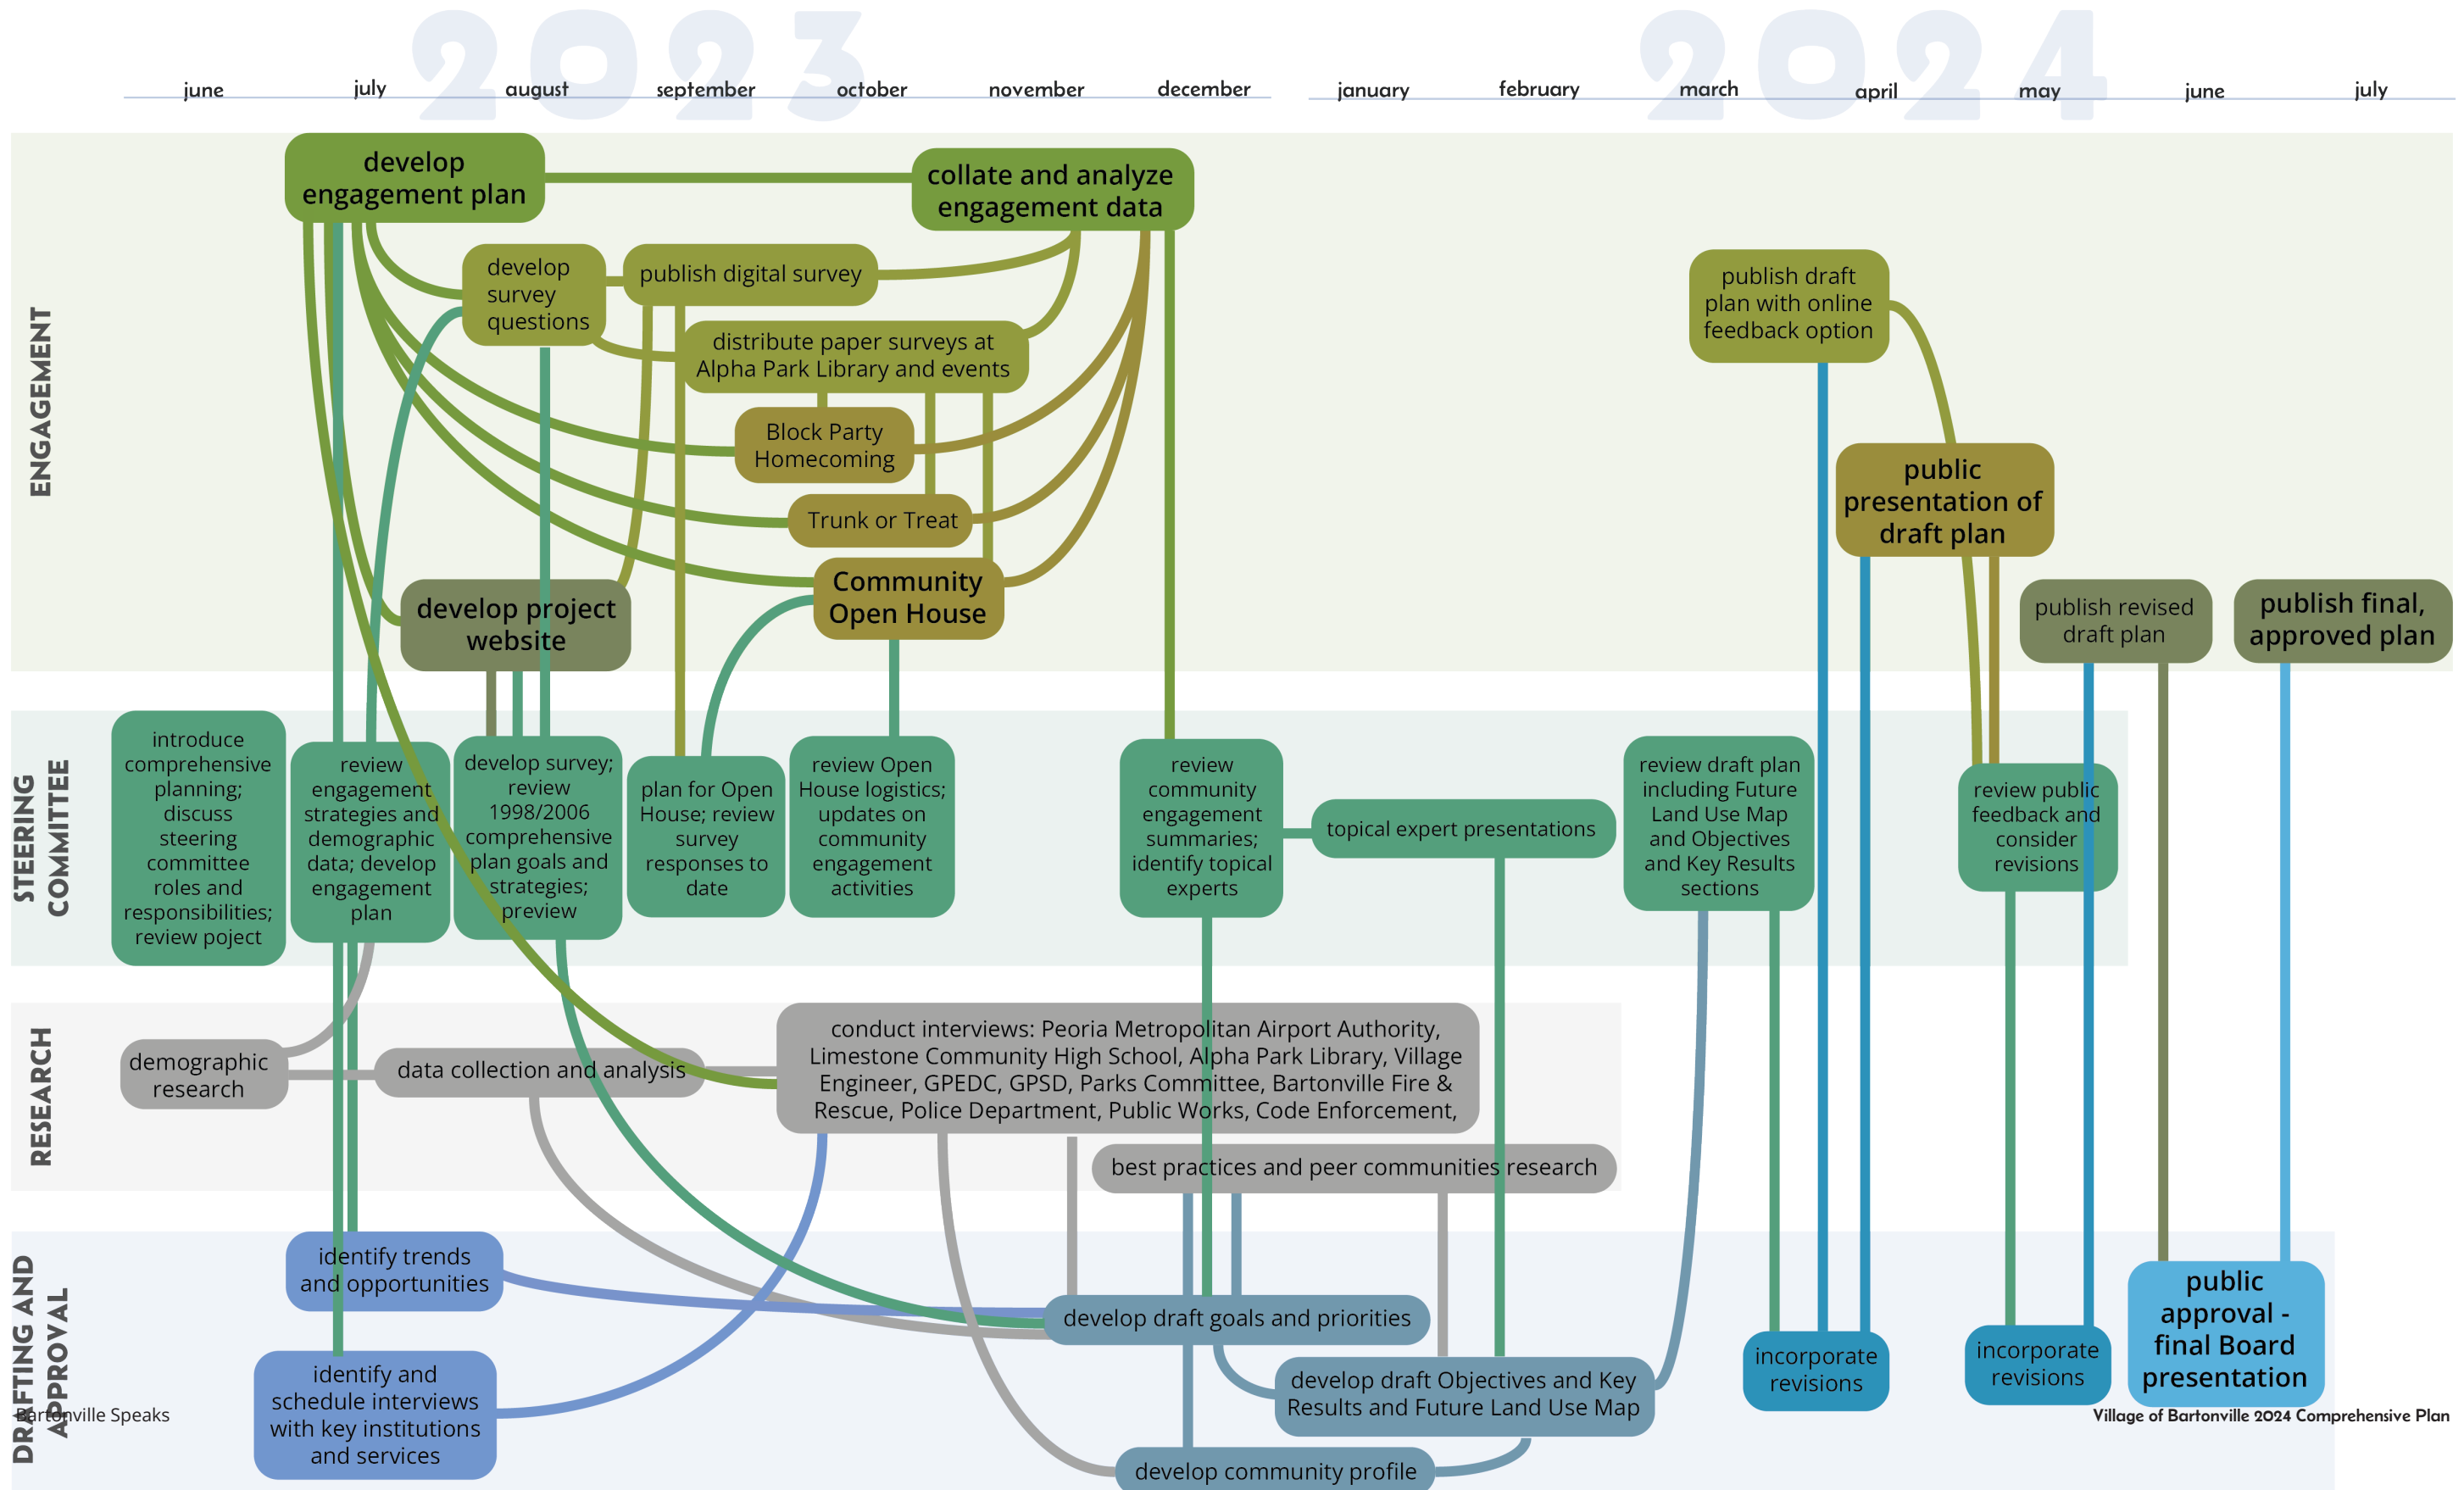 2023
2024
june
july
august
september
october
november
december
january
february
march
april
may
june
july
ENGAGEMENT
develop
engagement plan
collate and analyze
engagement data
develop
survey
questions
publish digital survey
distribute paper surveys at
Alpha Park Library and events
Block Party
Homecoming
Trunk or Treat
Community
Open House
develop project
website
publish draft
plan with online
feedback option
public
presentation of
draft plan
publish revised
draft plan
publish final,
approved plan
STEERING
COMMITTEE
introduce
comprehensive
planning;
discuss
steering
committee
roles and
responsibilities;
review poject
review
engagement
strategies and
demographic
data; develop
engagement
plan
develop survey;
review
1998/2006
comprehensive
plan goals and
strategies;
preview
plan for Open
House; review
survey
responses to
date
review Open
House logistics;
updates on
community
engagement
activities
review
community
engagement
summaries;
identify topical
experts
topical expert presentations
review draft plan
including Future
Land Use Map
and Objectives
and Key Results
sections
review public
feedback and
consider
revisions
RESEARCH
demographic
research
data collection and analysis
conduct interviews: Peoria Metropolitan Airport Authority,
Limestone Community High School, Alpha Park Library, Village
Engineer, GPEDC, GPSD, Parks Committee, Bartonville Fire &
Rescue, Police Department, Public Works, Code Enforcement,
best practices and peer communities research
DRAFTING AND
APPROVAL
identify trends
and opportunities
identify and
schedule interviews
with key institutions
and services
develop draft goals and priorities
develop draft Objectives and Key
Results and Future Land Use Map
develop community profile
incorporate
revisions
incorporate
revisions
public
approval -
final Board
presentation
Bartonville Speaks
Village of Bartonville 2024 Comprehensive Plan